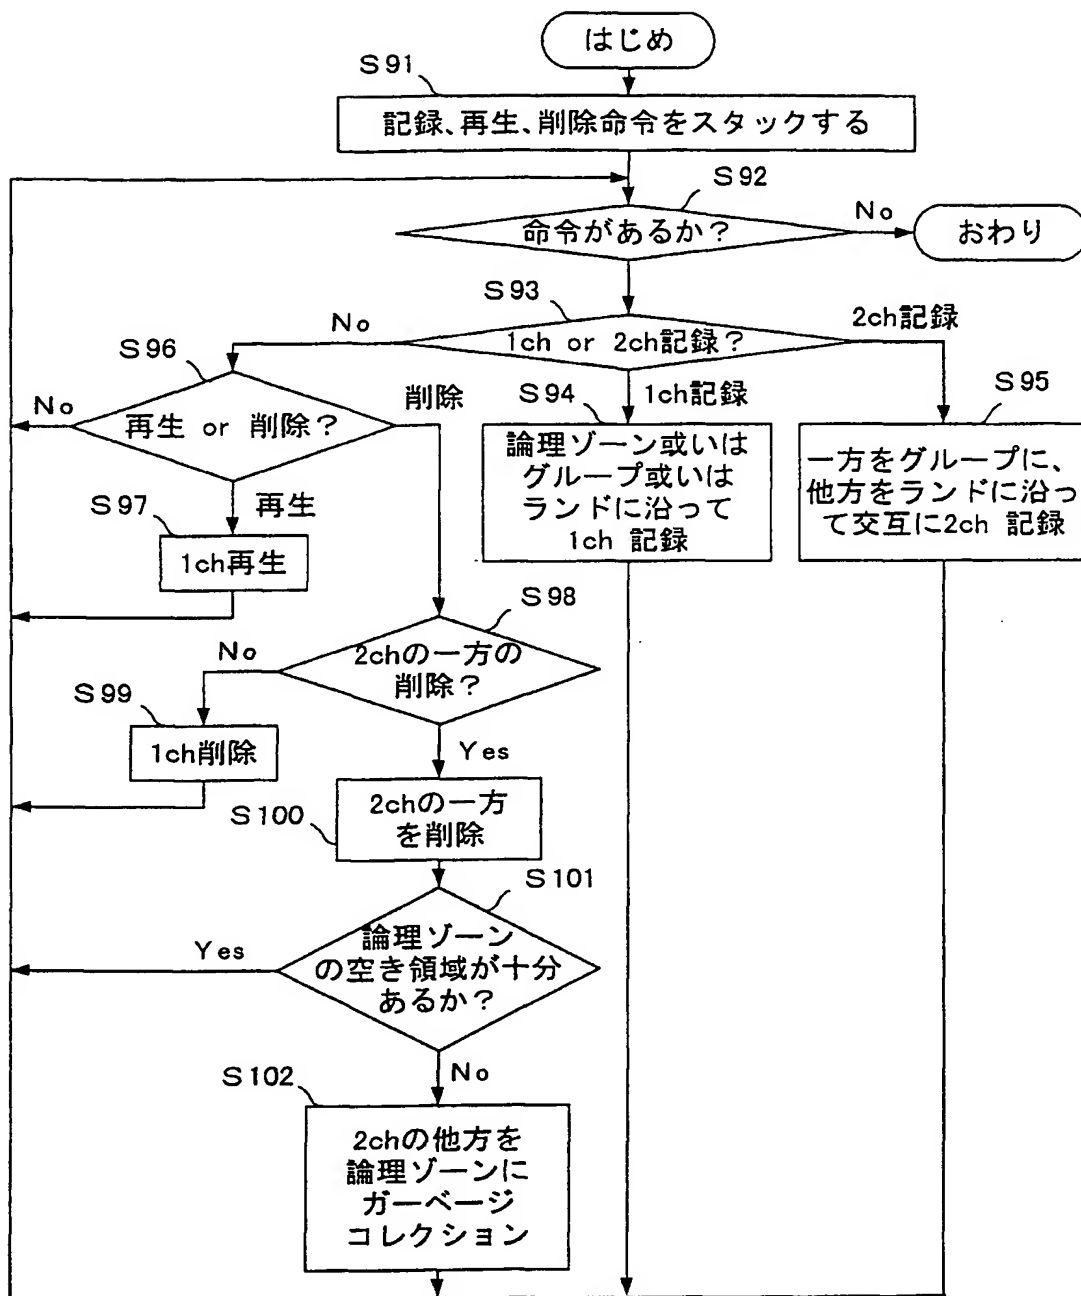 はじめ
S91
記録、再生、削除命令をスタックする
S92
命令があるか？
No
おわり
S93
No
1ch or 2ch記録？
2ch記録
S96
No
再生 or 削除？
削除
S94
1ch記録
S95
論理ゾーン或いは
グループ或いは
ランドに沿って
1ch 記録
一方をグループに、
他方をランドに沿っ
て交互に2ch 記録
S97
再生
1ch再生
S98
No
2chの一方の
削除？
S99
1ch削除
Yes
S100
2chの一方
を削除
S101
Yes
論理ゾーン
の空き領域が十分
あるか？
No
S102
2chの他方を
論理ゾーンに
ガーベージ
コレクション